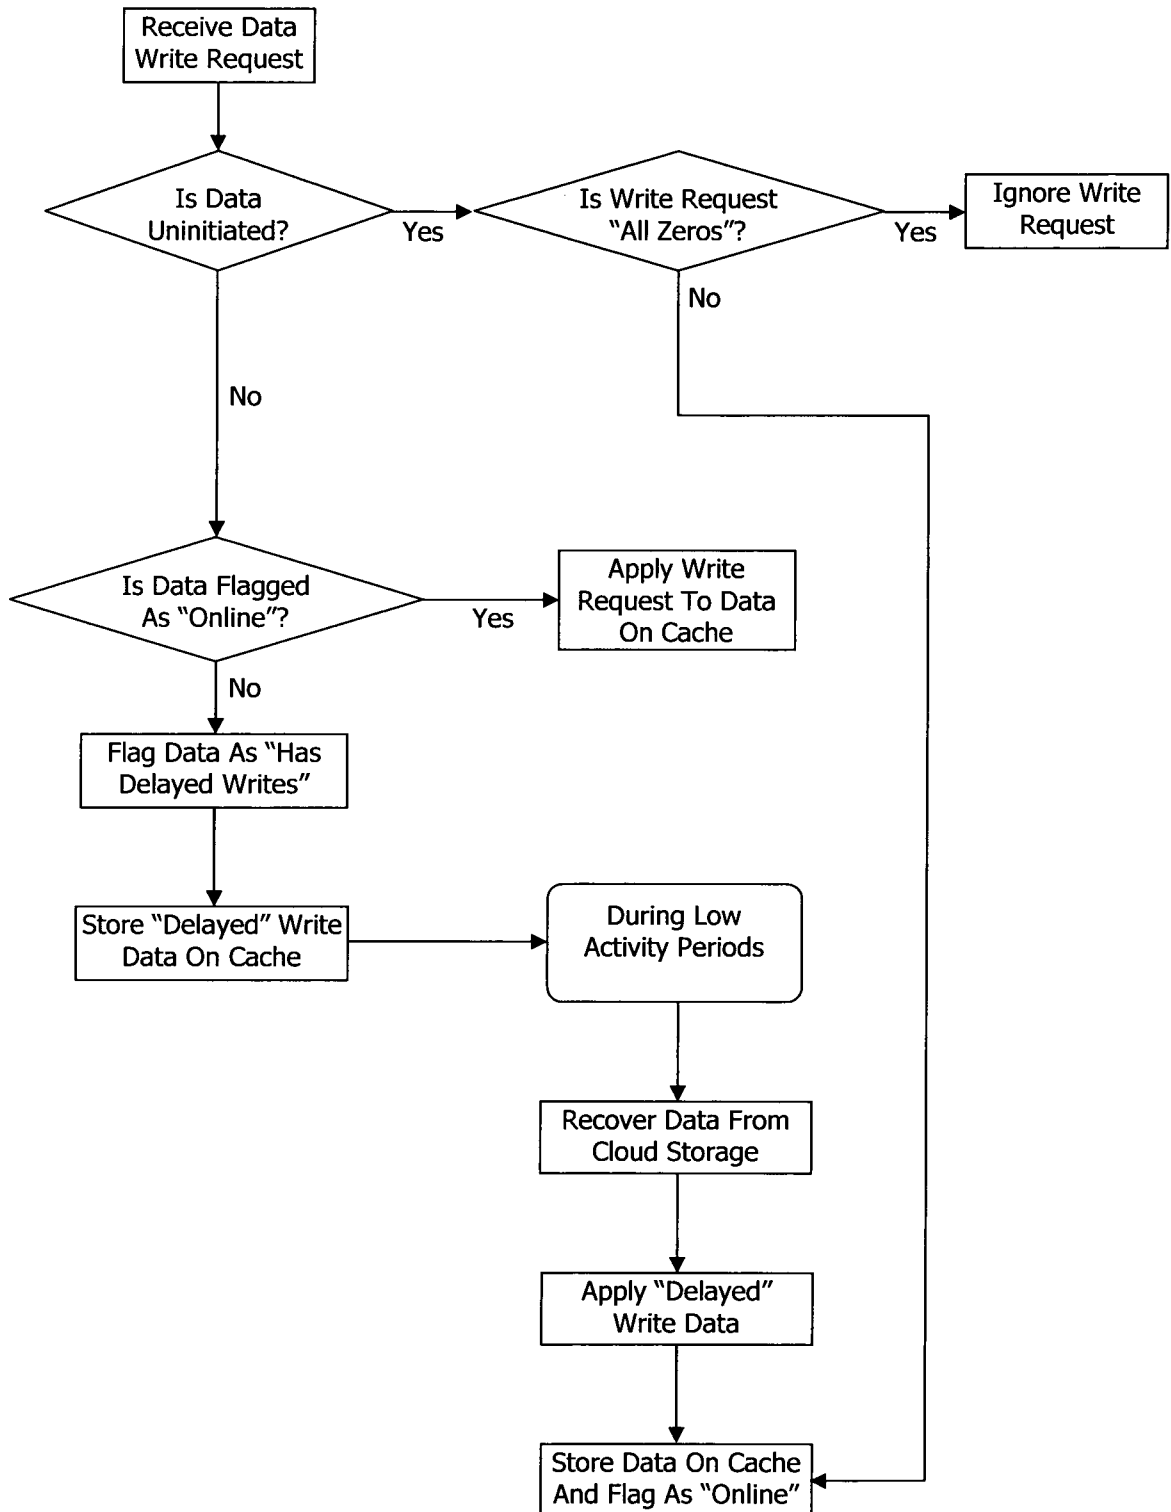 Receive Data
Write Request
Is Data
Uninitiated?
Yes
Is Write Request
“All Zeros”?
Yes
Ignore Write
Request
No
No
Is Data Flagged
As “Online”?
Yes
Apply Write
Request To Data
On Cache
No
Flag Data As “Has
Delayed Writes”
Store “Delayed” Write
Data On Cache
During Low
Activity Periods
Recover Data From
Cloud Storage
Apply “Delayed”
Write Data
Store Data On Cache
And Flag As “Online”